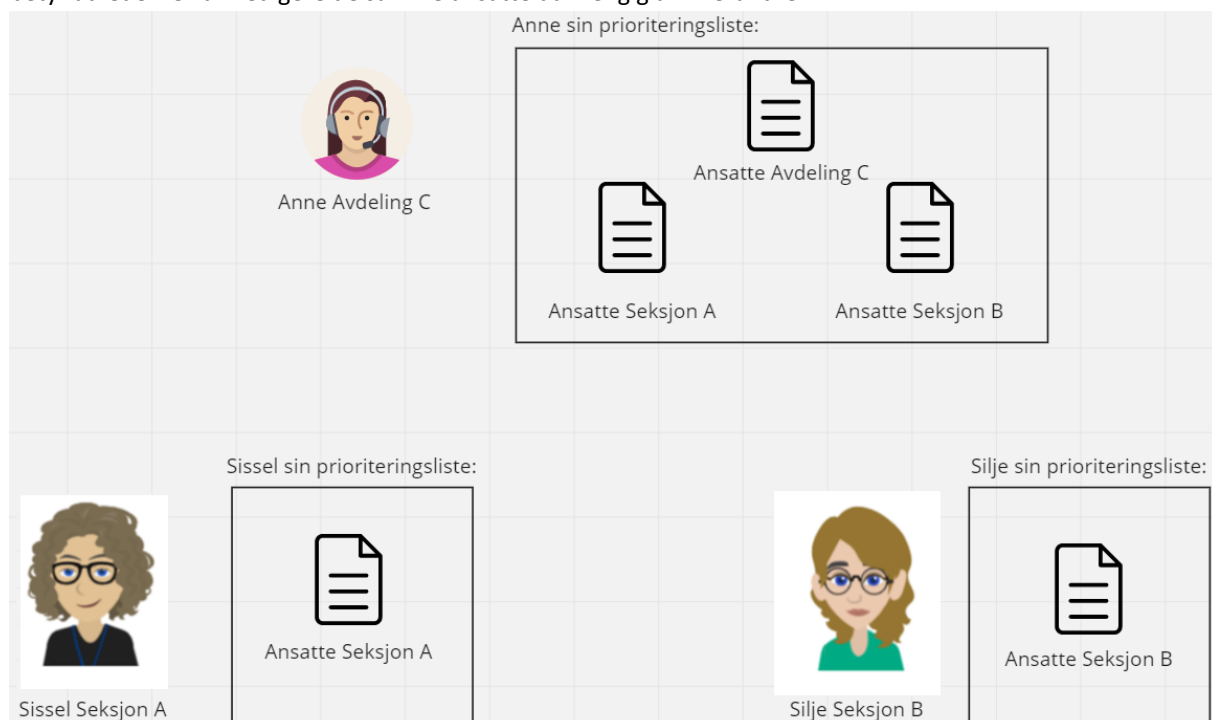 Anne sin prioriteringsliste:
Anne Avdeling C
Ansatte Avdeling C
Ansatte Seksjon A
Ansatte Seksjon B
Sissel sin prioriteringsliste:
Silje sin prioriteringsliste:
Ansatte Seksjon A
Ansatte Seksjon B
Sissel Seksjon A
Silje Seksjon B